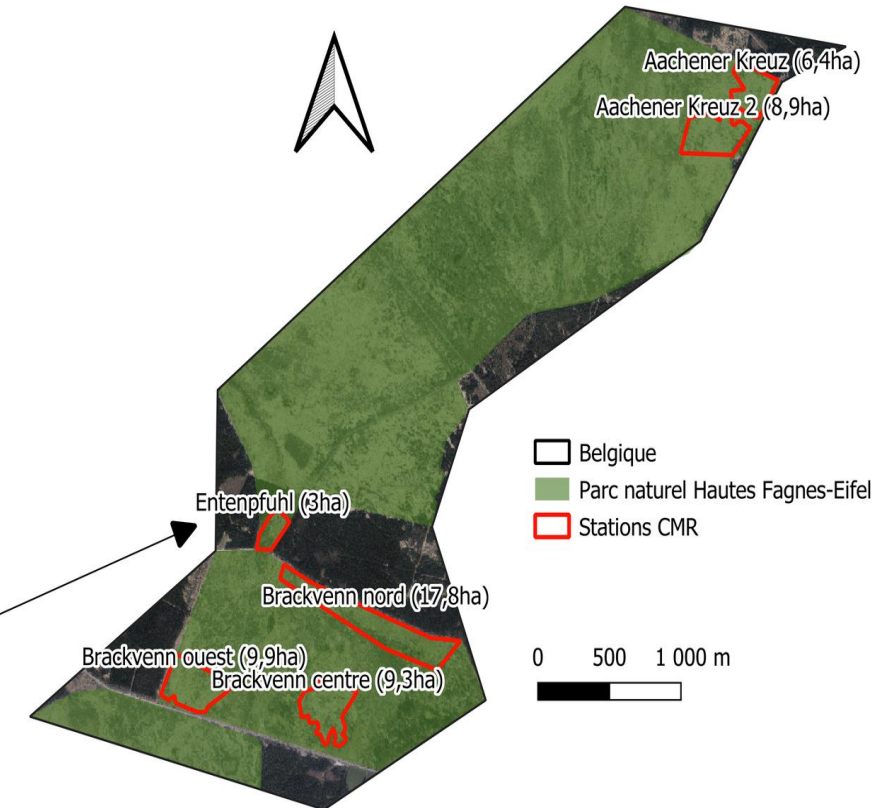 Aachener Kreuz (6,4ha)
Aachener Kreuz 2 (8,9ha)
Belgique
Parc naturel Hautes Fagnes-Eifel
Stations CMR
Entenpfuhl (3ha)
Brackvenn nord (17,8ha)
Brackvenn ouest (9,9ha)
Brackvenn centre (9,3ha)
0 500 1 000 m